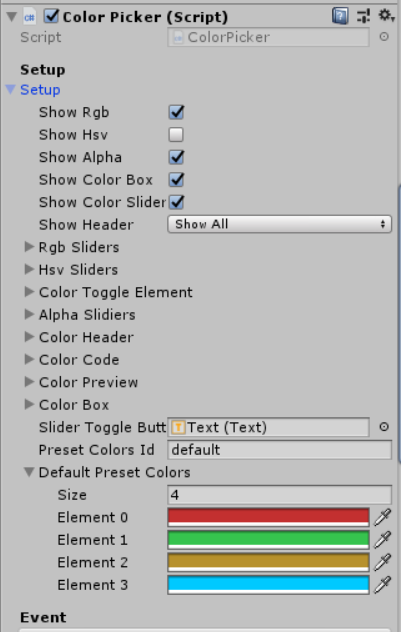 Color Picker (Script)
Script ColorPicker
Setup
Setup
Show Rgb
Show Hsv
Show Alpha
Show Color Box
Show Color Slider
Show Header Show All
Rgb Sliders
Hsv Sliders
Color Toggle Element
Alpha Slidiers
Color Header
Color Code
Color Preview
Color Box
Slider Toggle Butt Text (Text)
Preset Colors Id default
Default Preset Colors
Size 4
Element 0
Element 1
Element 2
Element 3
Event